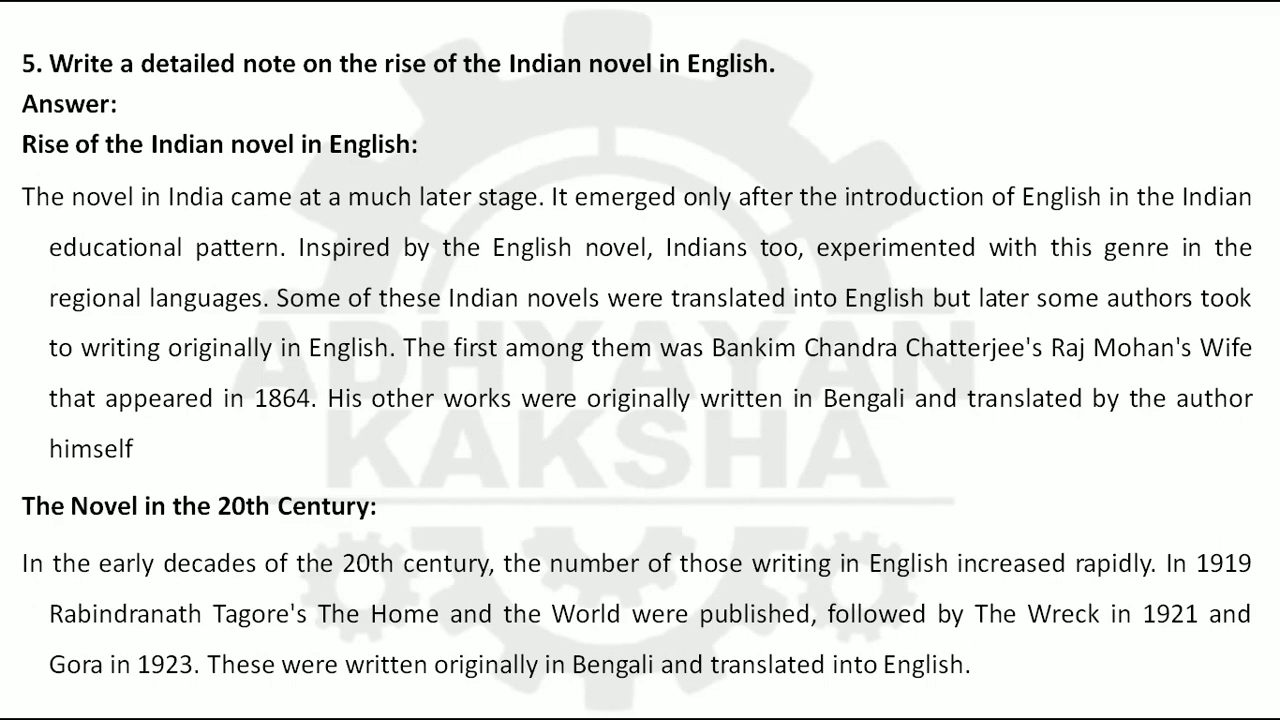 5. Write a detailed note on the rise of the Indian novel in English.
Answer:
Rise of the Indian novel in English:
The novel in India came at a much later stage. It emerged only after the introduction of English in the Indian
educational pattern. Inspired by the English novel, Indians too, experimented with this genre in the
regional languages. Some of these Indian novels were translated into English but later some authors took
to writing originally in English. The first among them was Bankim Chandra Chatterjee's Raj Mohan's Wife
that appeared in 1864. His other works were originally written in Bengali and translated by the author
himself
The Novel in the 20th Century:
In the early decades of the 20th century, the number of those writing in English increased rapidly. In 1919
Rabindranath Tagore's The Home and the World were published, followed by The Wreck in 1921 and
Gora in 1923. These were written originally in Bengali and translated into English.
ADHYAYAN
KAKSHA